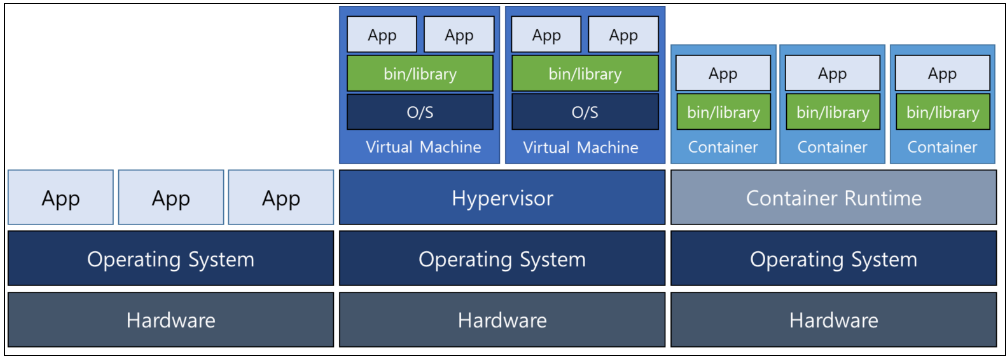 App App App App
bin/library bin/library
O/S O/S
Virtual Machine Virtual Machine
App App App
bin/library bin/library bin/library
Container Container Container
App App App Hypervisor Container Runtime
Operating System Operating System Operating System
Hardware Hardware Hardware